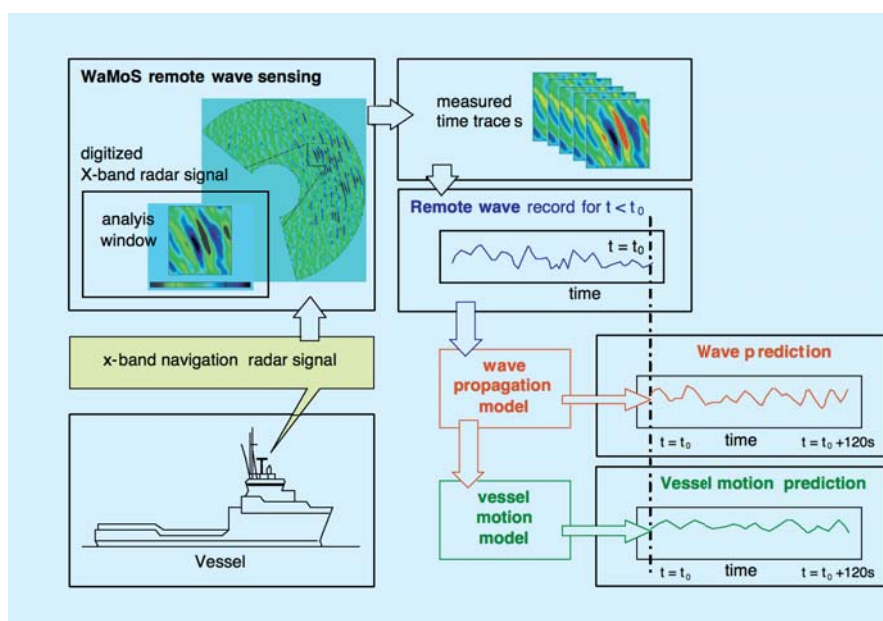 WaMoS remote wave sensing
digitized
X-band radar signal
analyis
window
measured
time trace s
Remote wave record for t < t0
t = t0
time
x-band navigation radar signal
wave
propagation
model
Wave p rediction
t = t0 time t = t0 +120s
Vessel
vessel
motion
model
Vessel motion prediction
t = t0 time t = t0 +120s